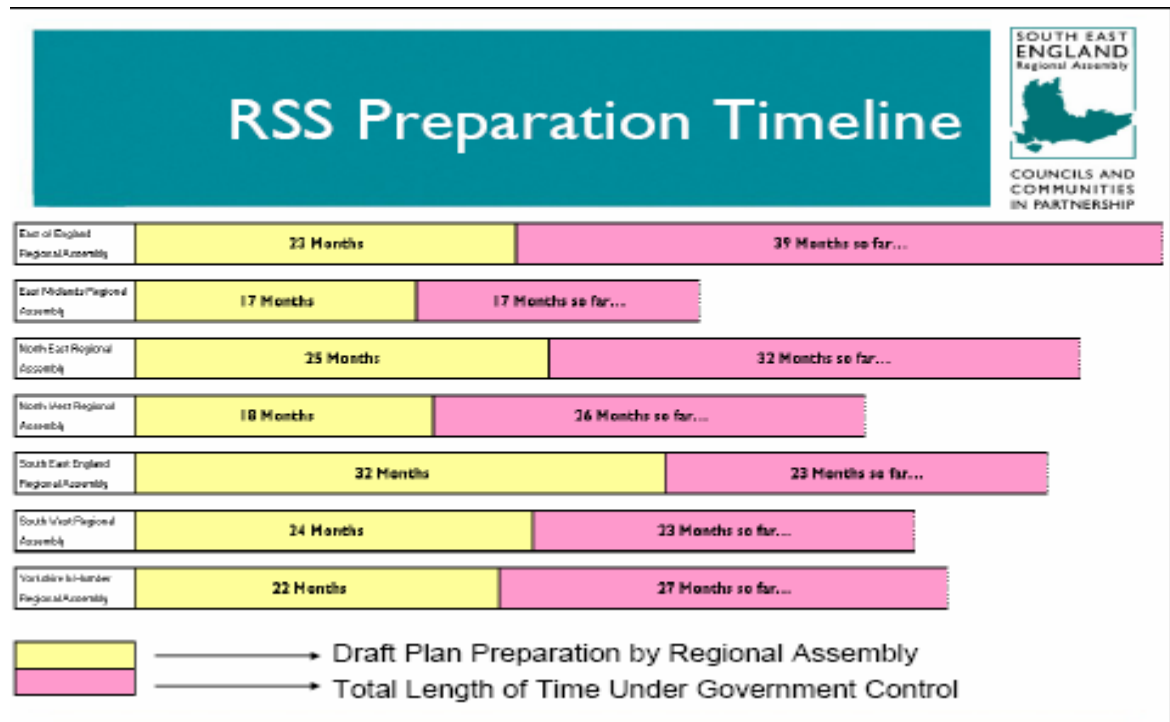 SOUTH EAST
ENGLAND
Regional Assembly
RSS Preparation Timeline
COUNCILS AND
COMMUNITIES
IN PARTNERSHIP
East of England
Regional Assembly
23 Months
39 Months so far...
East Midlands Regional
Assembly
17 Months
17 Months so far...
North East Regional
Assembly
25 Months
32 Months so far...
North West Regional
Assembly
18 Months
26 Months so far...
South East England
Regional Assembly
32 Months
23 Months so far...
South West Regional
Assembly
24 Months
23 Months so far...
Yorkshire & Humber
Regional Assembly
22 Months
27 Months so far...
Draft Plan Preparation by Regional Assembly
Total Length of Time Under Government Control